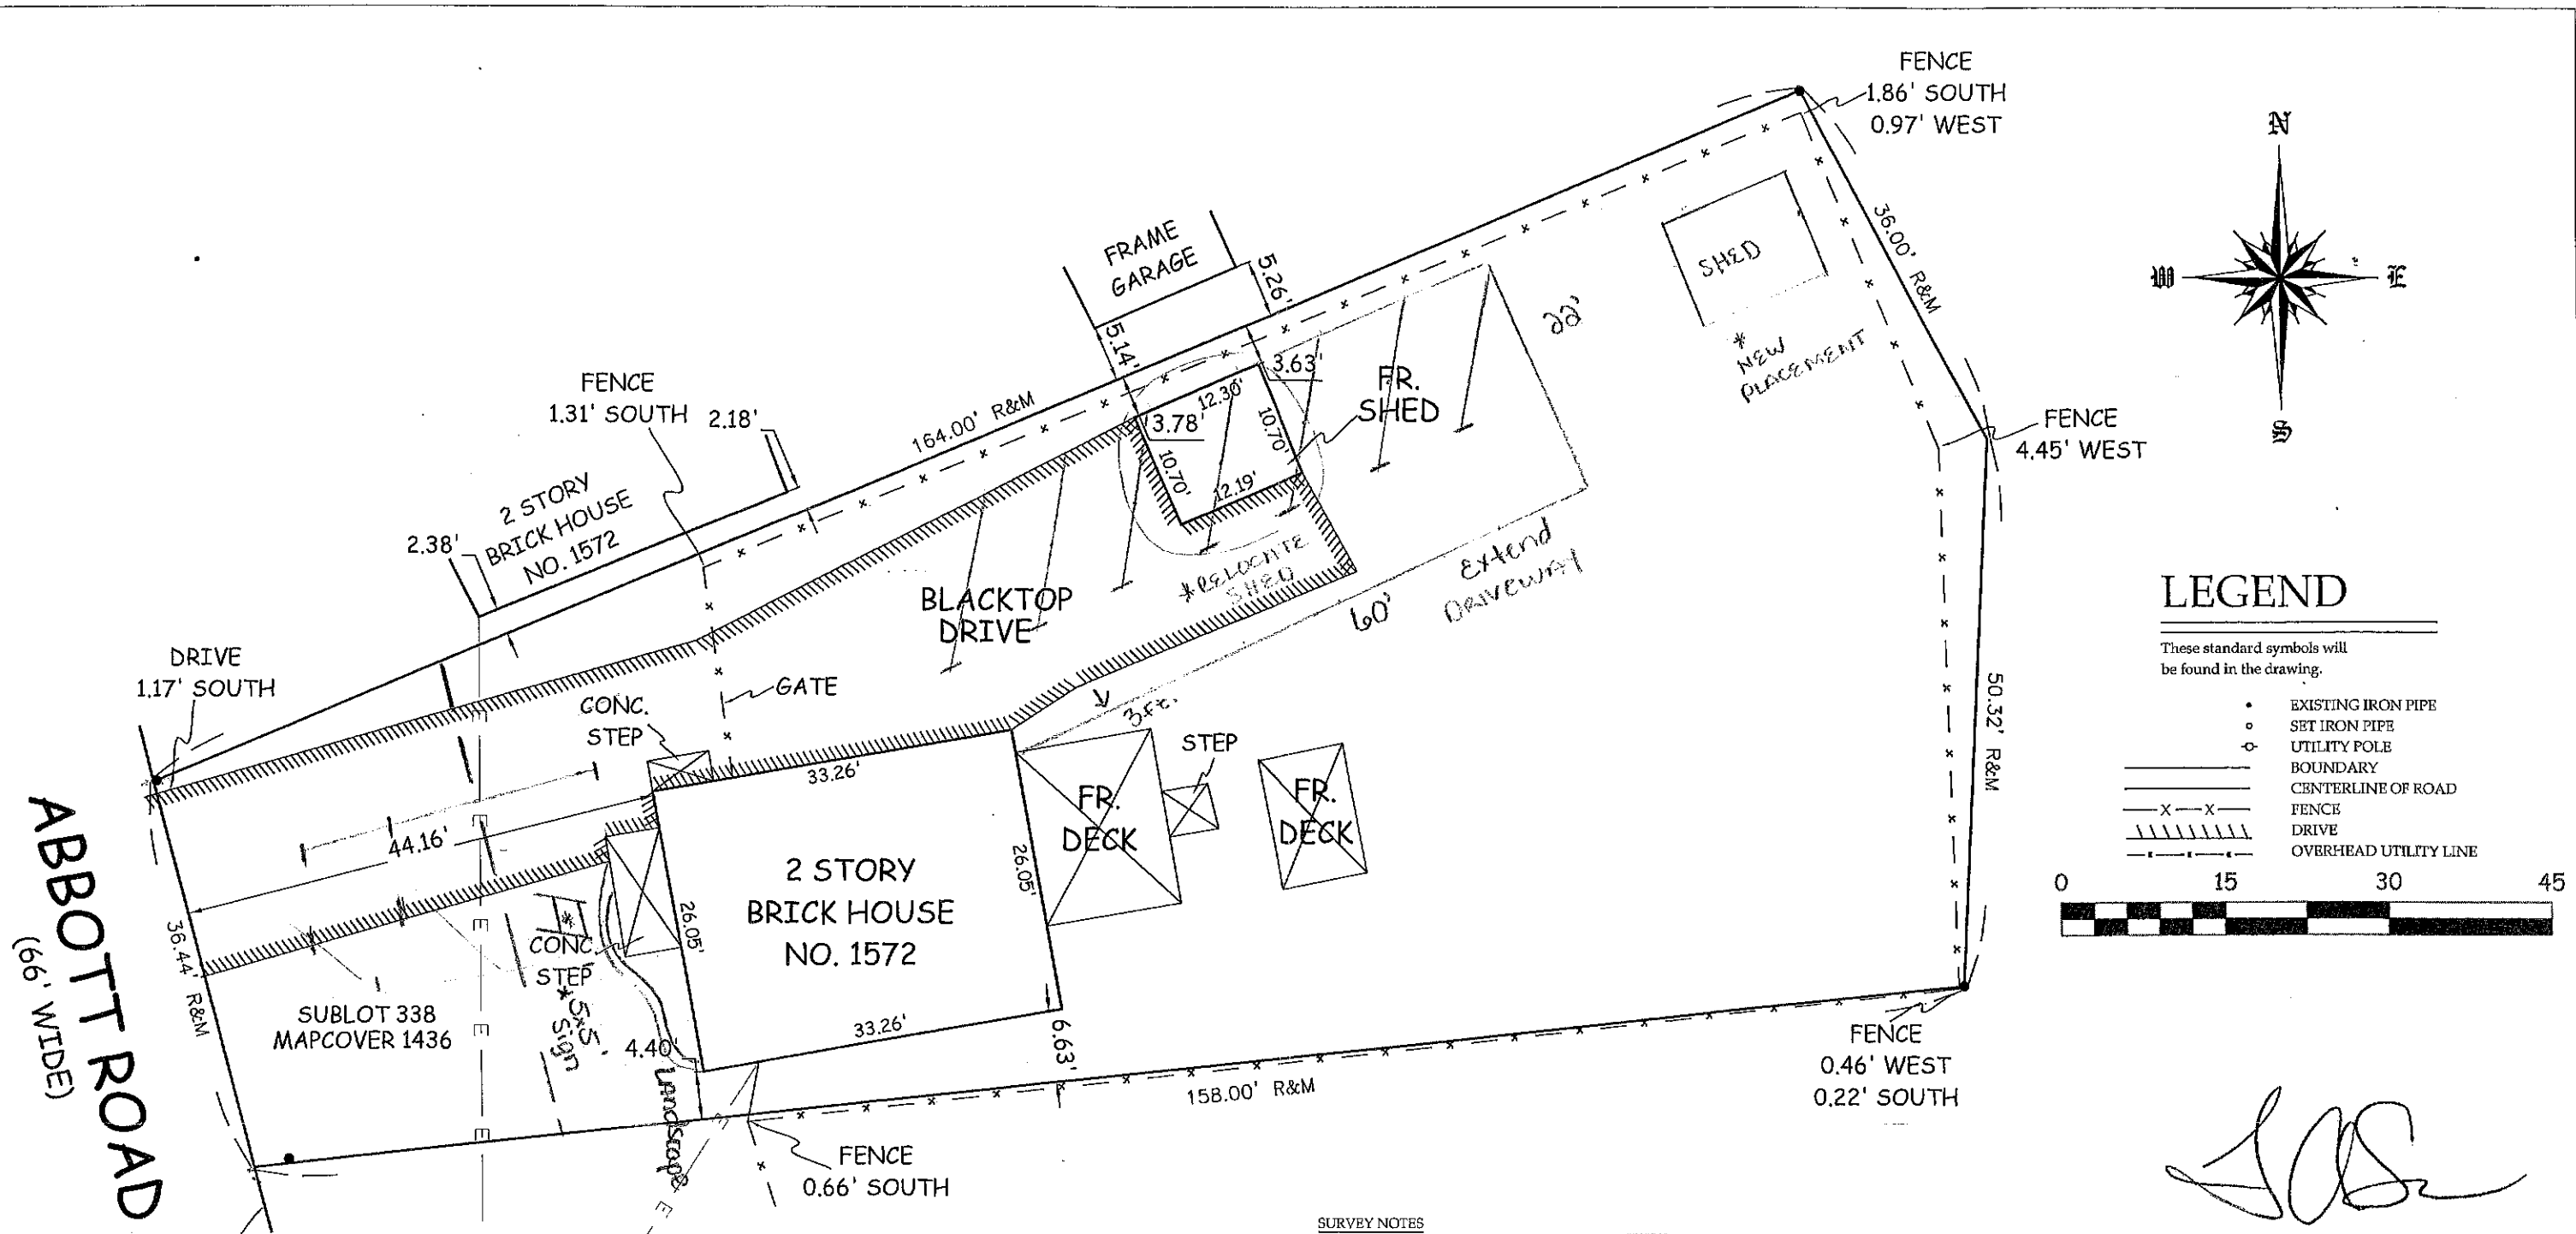 FENCE
1.86' SOUTH
0.97' WEST
N
W
E
S
FRAME
GARAGE
5.26'
5.14'
36.00' R&M
SHED
*
NEW
PLACEMENT
22'
3.63'
FR.
SHED
12.30'
3.78'
10.70'
10.70'
12.19'
FENCE
1.31' SOUTH
2.18'
164.00' R&M
2 STORY
BRICK HOUSE
NO. 1572
2.38'
FENCE
4.45' WEST
*RELOCATE
SHED
Extend
DRIVEWAY
60'
BLACKTOP
DRIVE
DRIVE
1.17' SOUTH
GATE
CONC.
STEP
3 ft.
STEP
33.26'
FR.
DECK
FR.
DECK
50.32' R&M
44.16'
26.05'
26.05'
2 STORY
BRICK HOUSE
NO. 1572
*
CONC.
STEP
*5x5'
Sign
ABBOTT ROAD
(66' WIDE)
36.44' R&M
SUBLOT 338
MAPCOVER 1436
4.40'
33.26'
6.63'
Landscape
158.00' R&M
FENCE
0.66' SOUTH
FENCE
0.46' WEST
0.22' SOUTH
LEGEND
These standard symbols will
be found in the drawing.
EXISTING IRON PIPE
SET IRON PIPE
UTILITY POLE
BOUNDARY
CENTERLINE OF ROAD
FENCE
DRIVE
OVERHEAD UTILITY LINE
0 15 30 45
SURVEY NOTES